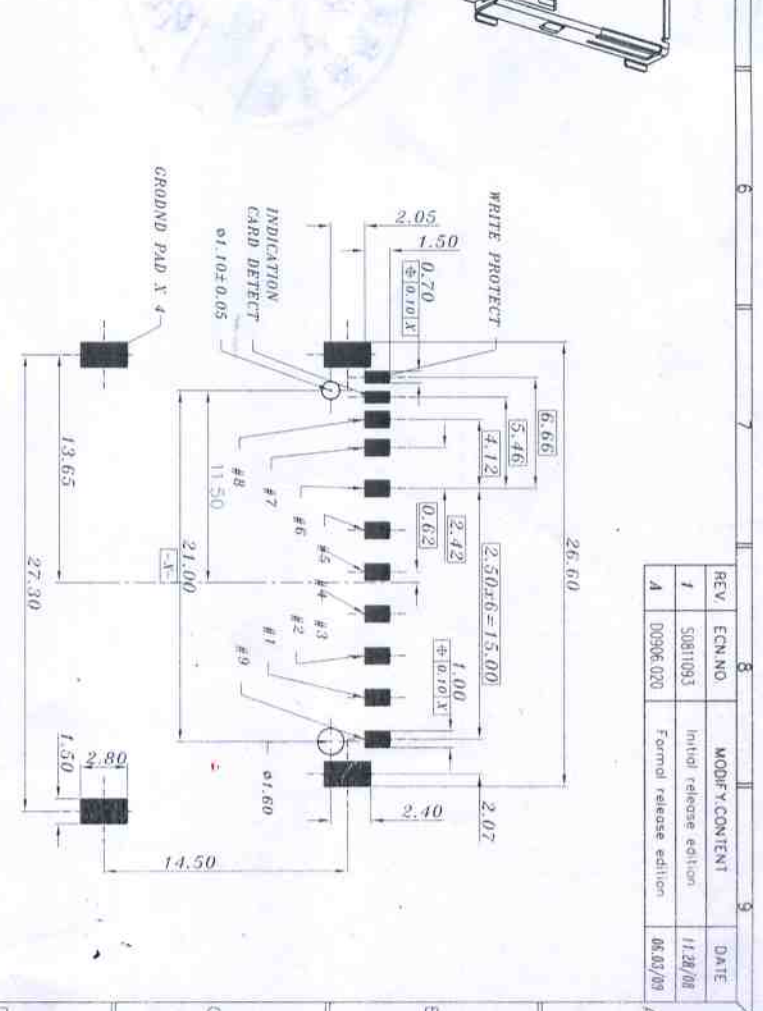 6
7
8
9
REV.
ECN.NO.
MODIFY.CONTENT
DATE
1
S0811093
Initial release edition
11.28/08
A
D0906.020
Formal release edition
06.03/09
26.60
WRITE PROTECT
6.66
5.46
4.12
2.50x6=15.00
2.42
0.62
2.05
1.50
0.70
⌖ 0.10 X
1.00
⌖ 0.10 X
2.07
2.40
INDICATION
CARD DETECT
ø1.10±0.05
#8
#7
#6
#5
#4
#3
#2
#1
#9
ø1.60
11.50
21.00
-X-
GRODND PAD X 4
13.65
27.30
2.80
1.50
14.50